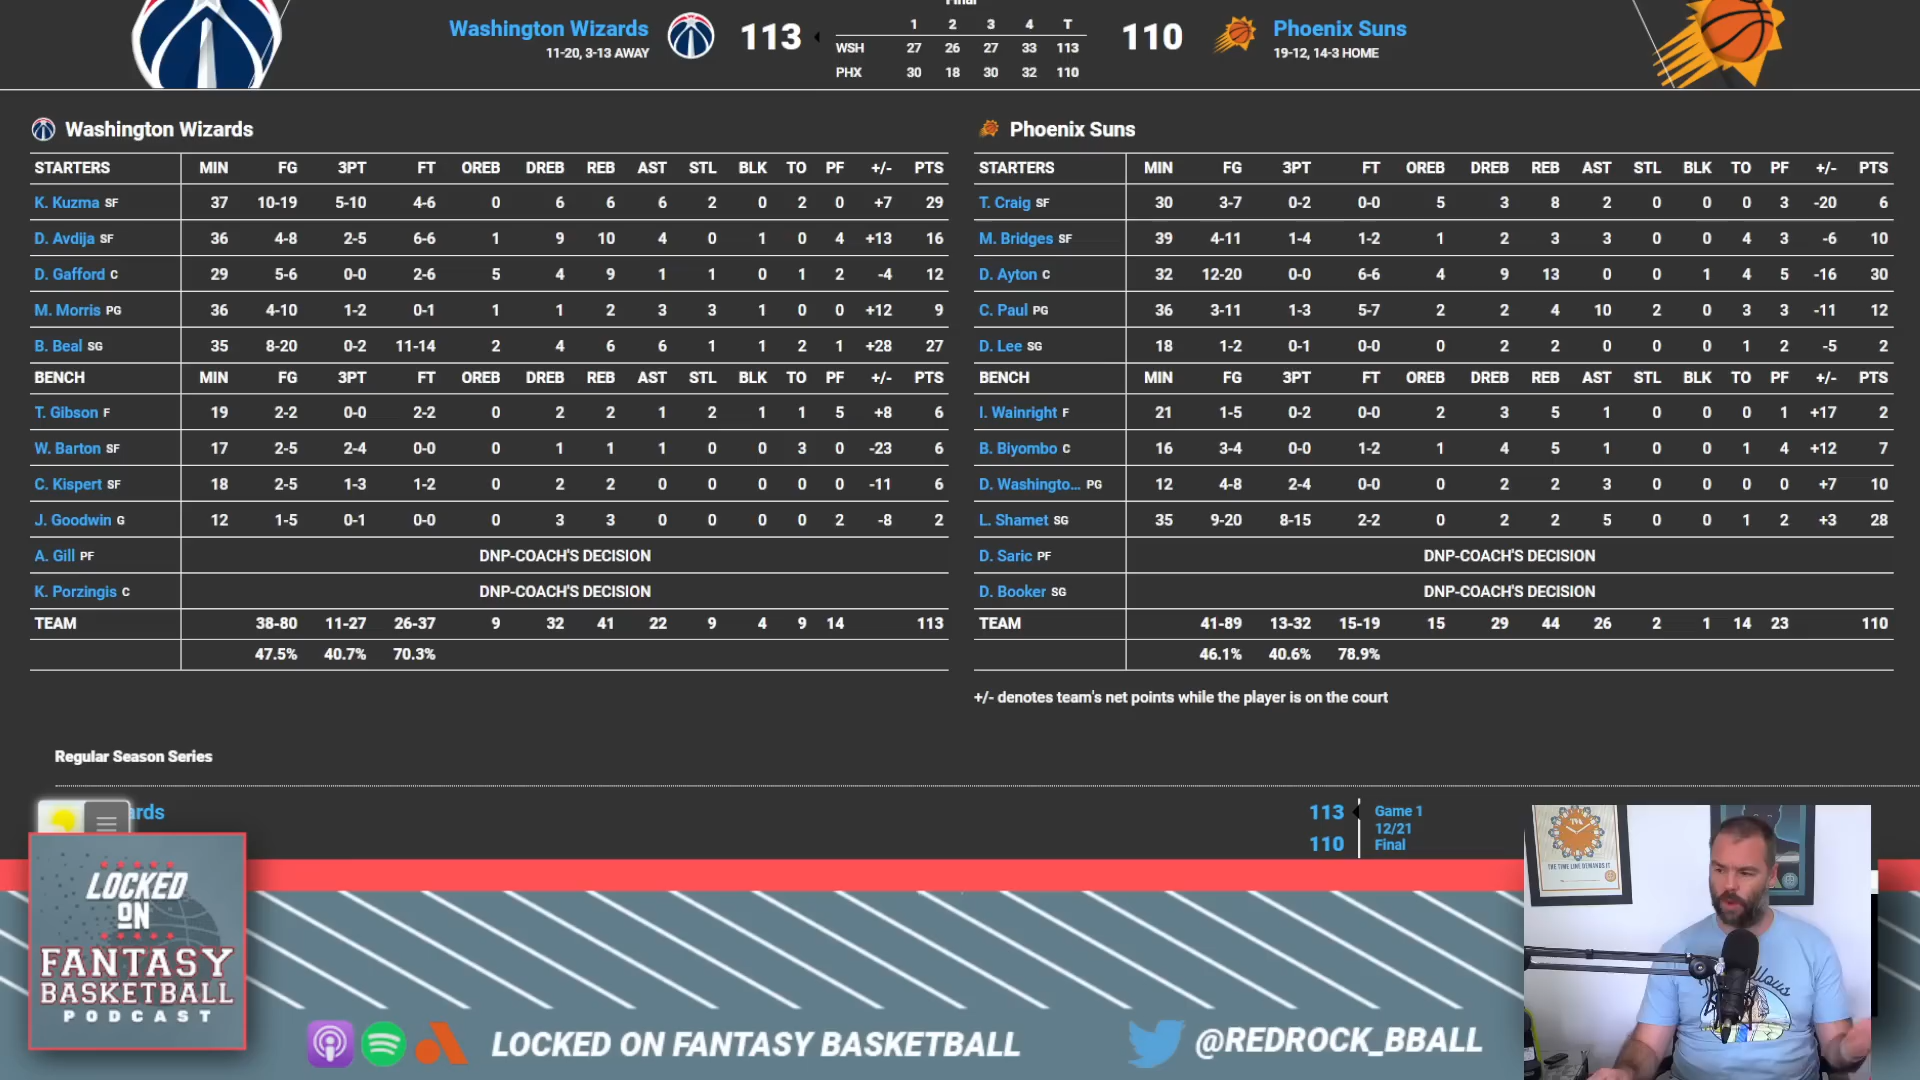 Final
Washington Wizards 113 1 2 3 4 T 110 Phoenix Suns
11-20, 3-13 AWAY WSH 27 26 27 33 113 19-12, 14-3 HOME
PHX 30 18 30 32 110
Washington Wizards
STARTERS MIN FG 3PT FT OREB DREB REB AST STL BLK TO PF +/- PTS
K. Kuzma SF 37 10-19 5-10 4-6 0 6 6 6 2 0 2 0 +7 29
D. Avdija SF 36 4-8 2-5 6-6 1 9 10 4 0 1 0 4 +13 16
D. Gafford C 29 5-6 0-0 2-6 5 4 9 1 1 0 1 2 -4 12
M. Morris PG 36 4-10 1-2 0-1 1 1 2 3 3 1 0 0 +12 9
B. Beal SG 35 8-20 0-2 11-14 2 4 6 6 1 1 2 1 +28 27
BENCH MIN FG 3PT FT OREB DREB REB AST STL BLK TO PF +/- PTS
T. Gibson F 19 2-2 0-0 2-2 0 2 2 1 2 1 1 5 +8 6
W. Barton SF 17 2-5 2-4 0-0 0 1 1 1 0 0 3 0 -23 6
C. Kispert SF 18 2-5 1-3 1-2 0 2 2 0 0 0 0 0 -11 6
J. Goodwin G 12 1-5 0-1 0-0 0 3 3 0 0 0 0 2 -8 2
A. Gill PF DNP-COACH'S DECISION
K. Porzingis C DNP-COACH'S DECISION
TEAM 38-80 11-27 26-37 9 32 41 22 9 4 9 14 113
47.5% 40.7% 70.3%
Phoenix Suns
STARTERS MIN FG 3PT FT OREB DREB REB AST STL BLK TO PF +/- PTS
T. Craig SF 30 3-7 0-2 0-0 5 3 8 2 0 0 0 3 -20 6
M. Bridges SF 39 4-11 1-4 1-2 1 2 3 3 0 0 4 3 -6 10
D. Ayton C 32 12-20 0-0 6-6 4 9 13 0 0 1 4 5 -16 30
C. Paul PG 36 3-11 1-3 5-7 2 2 4 10 2 0 3 3 -11 12
D. Lee SG 18 1-2 0-1 0-0 0 2 2 0 0 0 1 2 -5 2
BENCH MIN FG 3PT FT OREB DREB REB AST STL BLK TO PF +/- PTS
I. Wainright F 21 1-5 0-2 0-0 2 3 5 1 0 0 0 1 +17 2
B. Biyombo C 16 3-4 0-0 1-2 1 4 5 1 0 0 1 4 +12 7
D. Washingto... PG 12 4-8 2-4 0-0 0 2 2 3 0 0 0 0 +7 10
L. Shamet SG 35 9-20 8-15 2-2 0 2 2 5 0 0 1 2 +3 28
D. Saric PF DNP-COACH'S DECISION
D. Booker SG DNP-COACH'S DECISION
TEAM 41-89 13-32 15-19 15 29 44 26 2 1 14 23 110
46.1% 40.6% 78.9%
+/- denotes team's net points while the player is on the court
Regular Season Series
ards 113 Game 1
12/21
110 Final
LOCKED
ON
FANTASY
BASKETBALL
PODCAST
LOCKED ON FANTASY BASKETBALL
@REDROCK_BBALL
THE TIME LINE DEMANDS IT